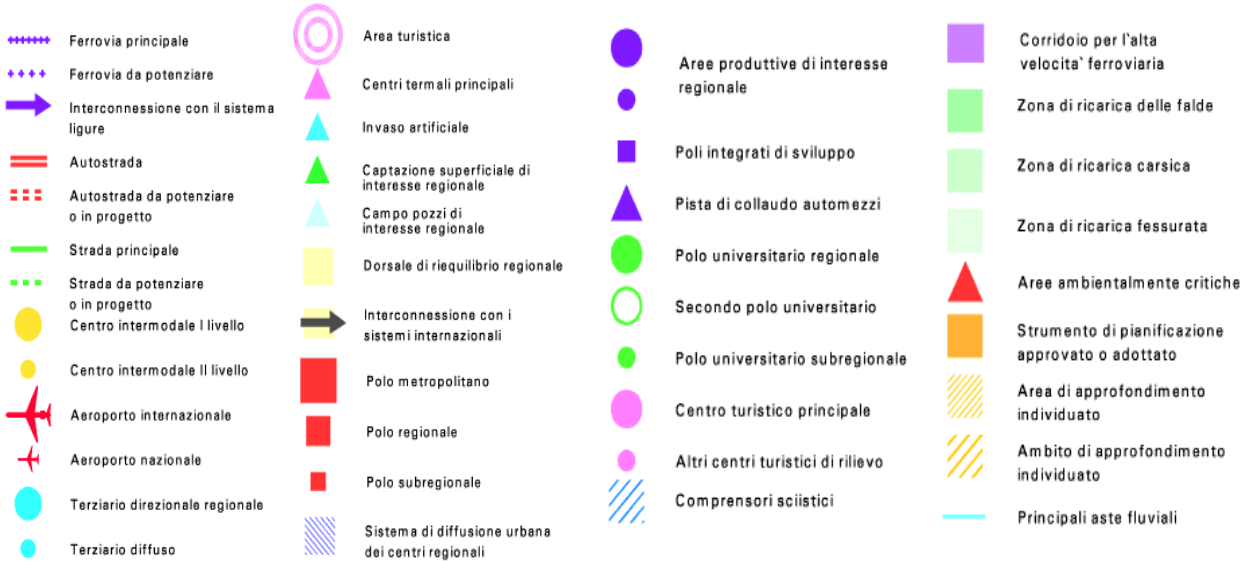 Ferrovia principale
Ferrovia da potenziare
Interconnessione con il sistema
ligure
Autostrada
Autostrada da potenziare
o in progetto
Strada principale
Strada da potenziare
o in progetto
Centro intermodale I livello
Centro intermodale II livello
Aeroporto internazionale
Aeroporto nazionale
Terziario direzionale regionale
Terziario diffuso
Area turistica
Centri termali principali
Invaso artificiale
Captazione superficiale di
interesse regionale
Campo pozzi di
interesse regionale
Dorsale di riequilibrio regionale
Interconnessione con i
sistemi internazionali
Polo metropolitano
Polo regionale
Polo subregionale
Sistema di diffusione urbana
dei centri regionali
Aree produttive di interesse
regionale
Poli integrati di sviluppo
Pista di collaudo automezzi
Polo universitario regionale
Secondo polo universitario
Polo universitario subregionale
Centro turistico principale
Altri centri turistici di rilievo
Comprensori sciistici
Corridoio per l`alta
velocita` ferroviaria
Zona di ricarica delle falde
Zona di ricarica carsica
Zona di ricarica fessurata
Aree ambientalmente critiche
Strumento di pianificazione
approvato o adottato
Area di approfondimento
individuato
Ambito di approfondimento
individuato
Principali aste fluviali